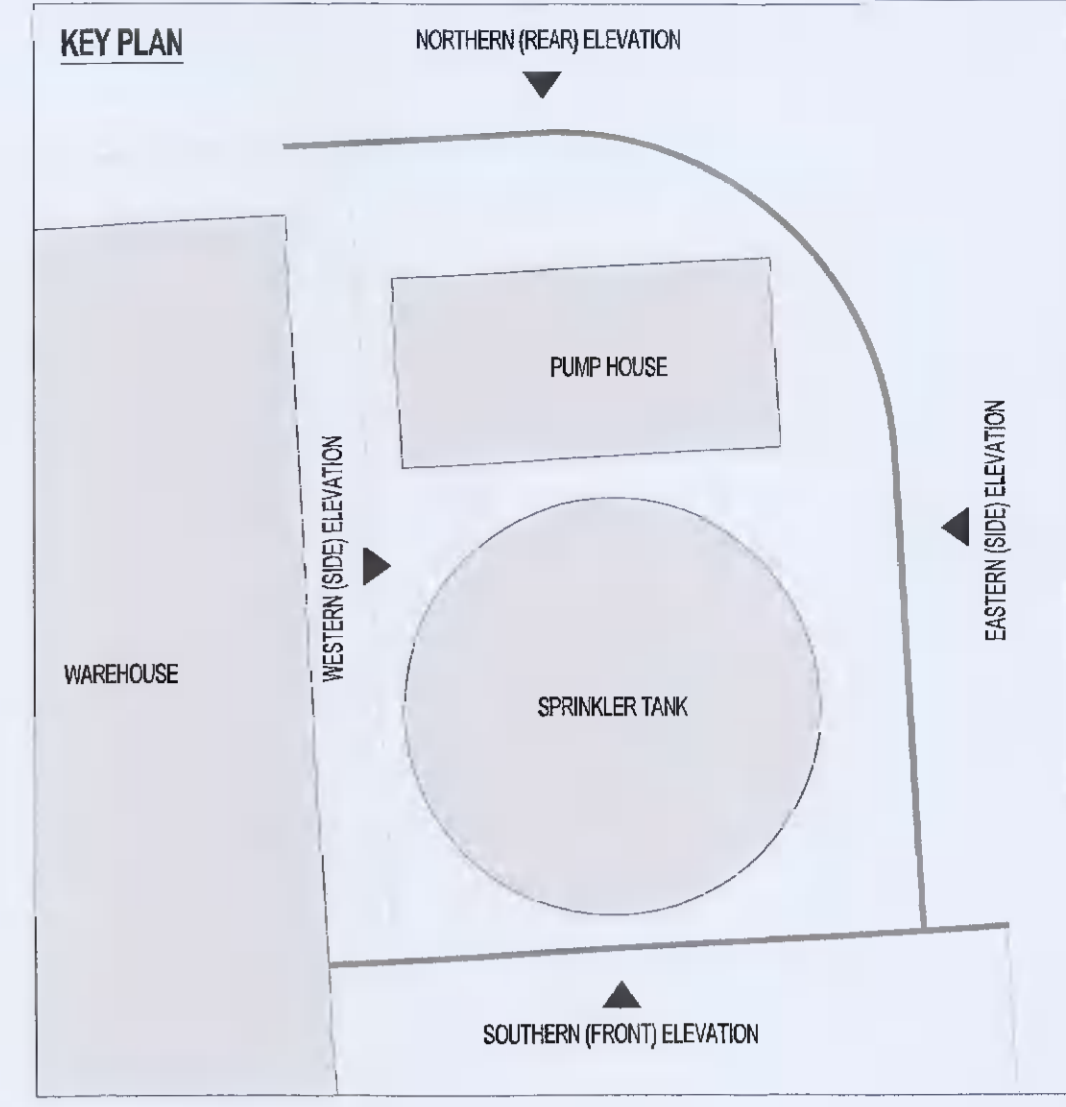 KEY PLAN
NORTHERN (REAR) ELEVATION
PUMP HOUSE
WESTERN (SIDE) ELEVATION
EASTERN (SIDE) ELEVATION
WAREHOUSE
SPRINKLER TANK
SOUTHERN (FRONT) ELEVATION